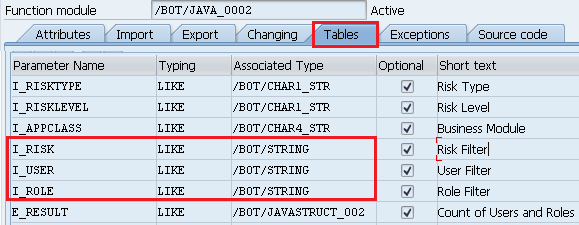 Function module /BOT/JAVA_0002 Active
Attributes Import Export Changing Tables Exceptions Source code
Parameter Name Typing Associated Type Optional Short text
I_RISKTYPE LIKE /BOT/CHAR1_STR Risk Type
I_RISKLEVEL LIKE /BOT/CHAR1_STR Risk Level
I_APPCLASS LIKE /BOT/CHAR4_STR Business Module
I_RISK LIKE /BOT/STRING Risk Filter
I_USER LIKE /BOT/STRING User Filter
I_ROLE LIKE /BOT/STRING Role Filter
E_RESULT LIKE /BOT/JAVASTRUCT_002 Count of Users and Roles